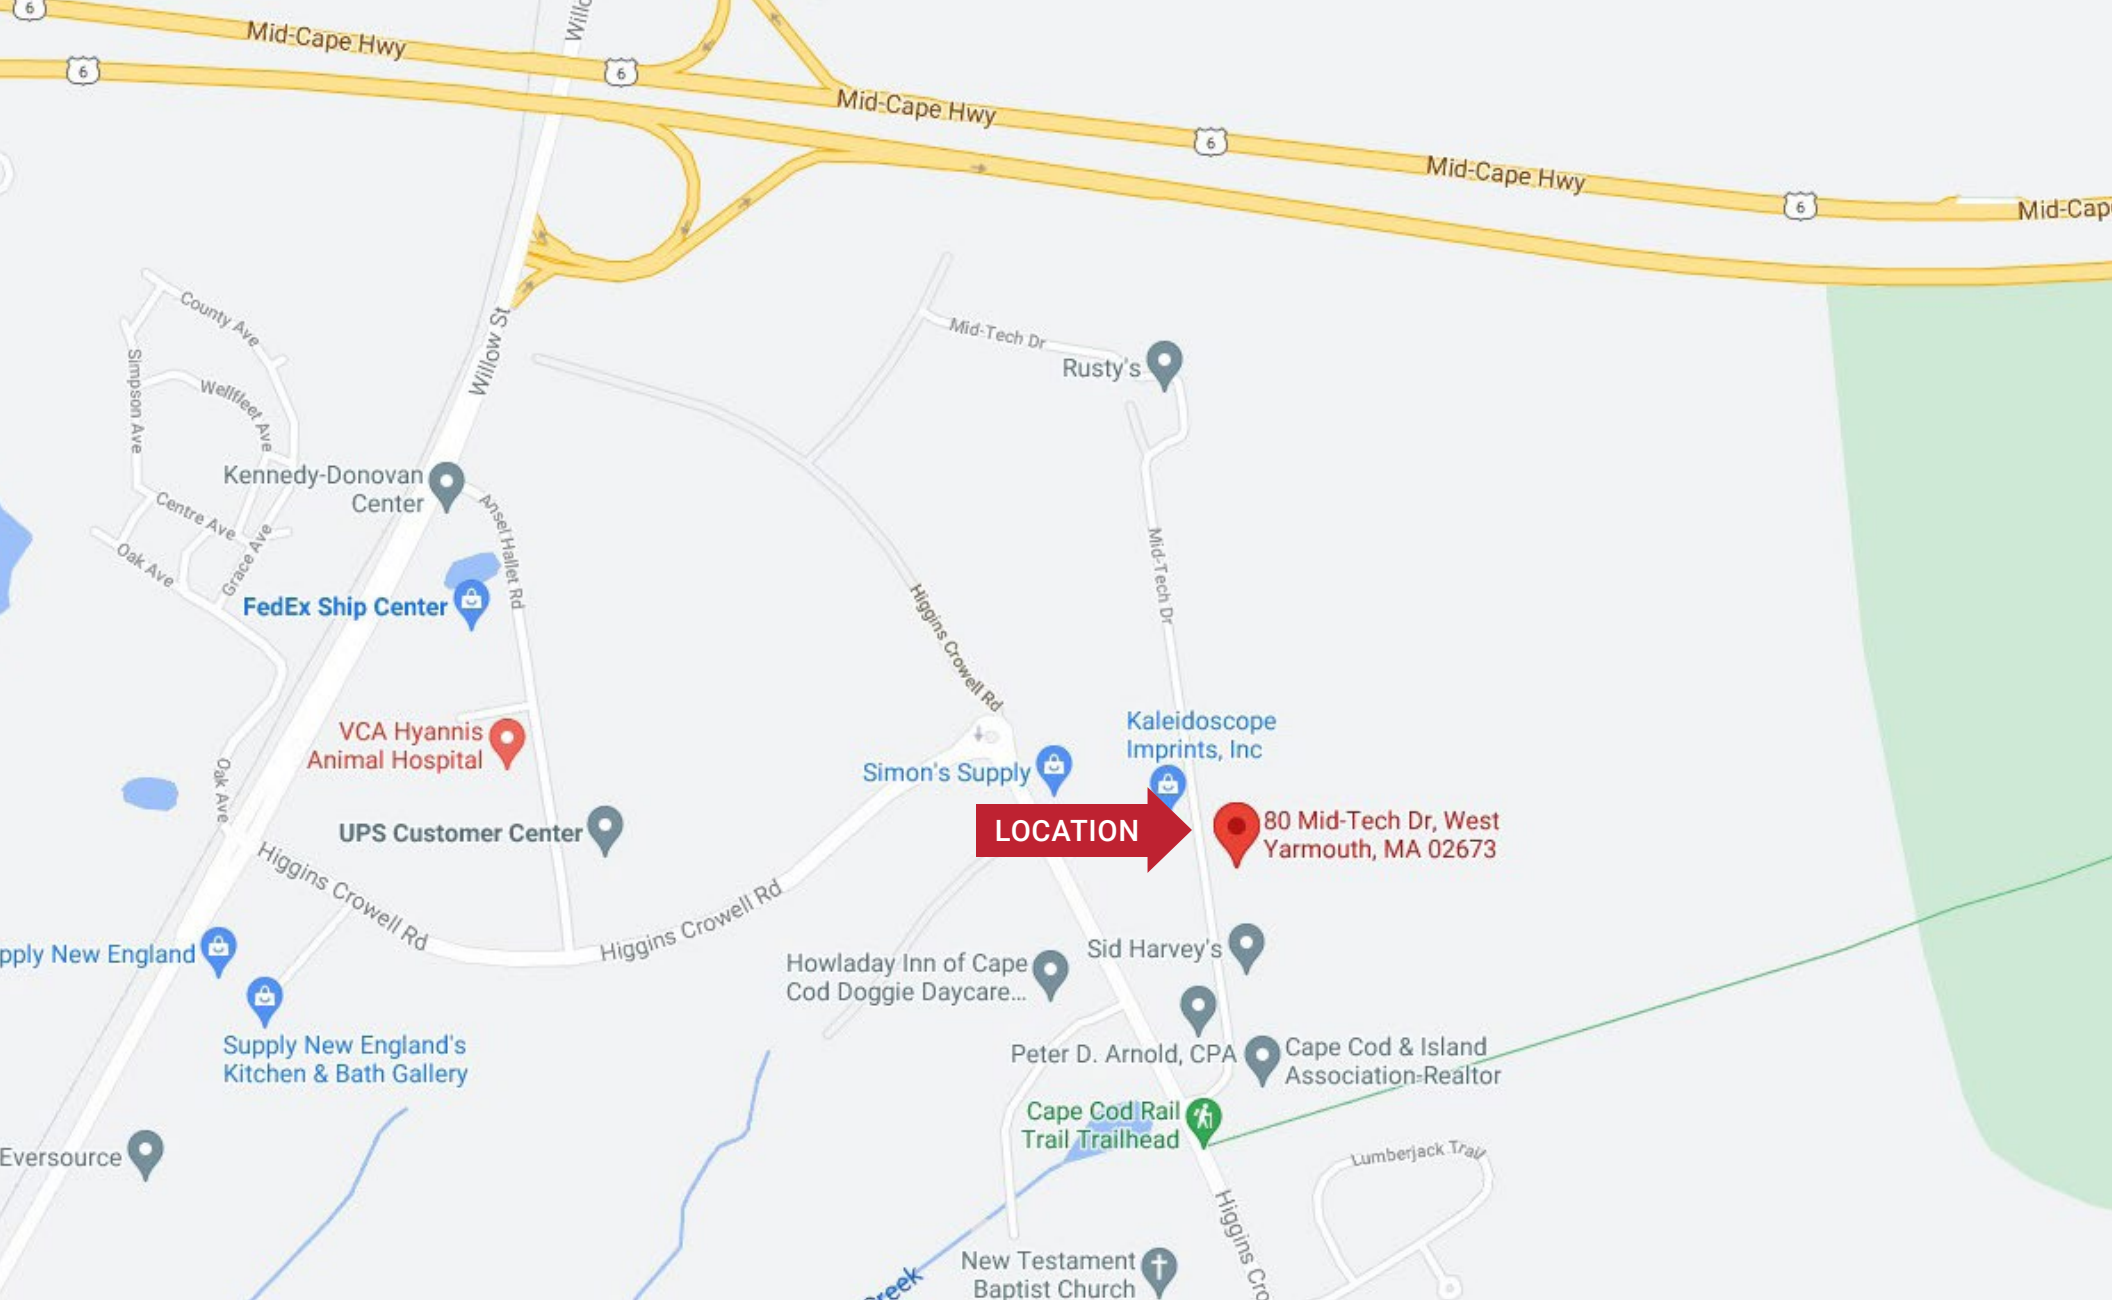 6
Mid-Cape Hwy
6
6
Mid-Cape Hwy
6
Mid-Cape Hwy
6
Mid-Cap
Willow St
County Ave
Simpson Ave
Wellfleet Ave
Centre Ave
Grace Ave
Oak Ave
Mid-Tech Dr
Rusty's
Kennedy-Donovan
Center
Ansel Hallet Rd
Mid-Tech Dr
FedEx Ship Center
Higgins Crowell Rd
VCA Hyannis
Animal Hospital
Oak Ave
Kaleidoscope
Imprints, Inc
Simon's Supply
LOCATION
80 Mid-Tech Dr, West
Yarmouth, MA 02673
UPS Customer Center
Higgins Crowell Rd
Higgins Crowell Rd
pply New England
Howladay Inn of Cape
Cod Doggie Daycare...
Sid Harvey's
Supply New England's
Kitchen & Bath Gallery
Peter D. Arnold, CPA
Cape Cod & Island
Association-Realtor
Cape Cod Rail
Trail Trailhead
Eversource
Lumberjack Trail
Higgins Cro
New Testament
Baptist Church